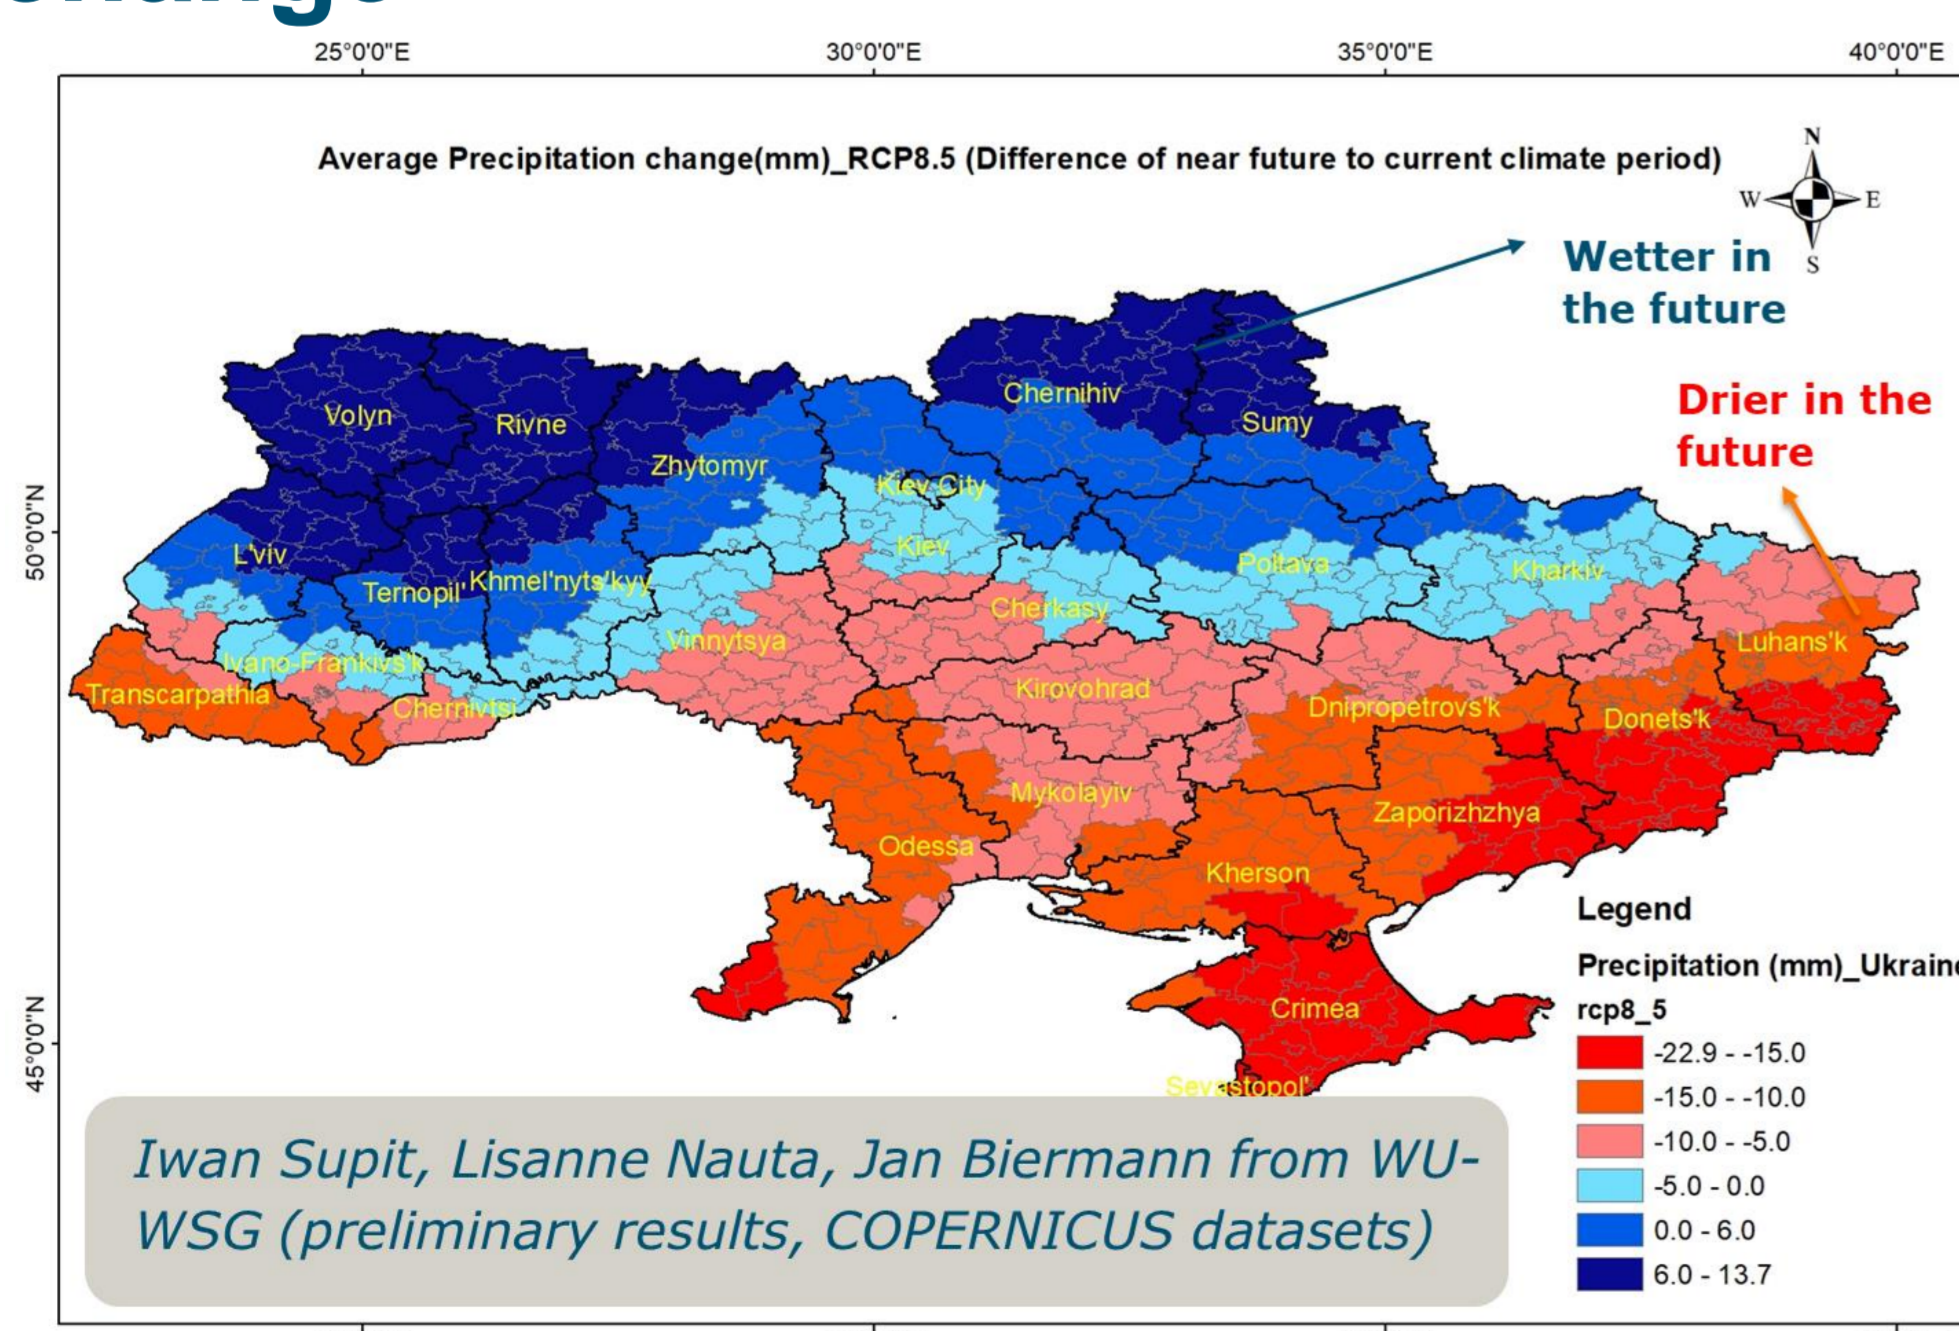 change
25°0'0"E 30°0'0"E 35°0'0"E 40°0'0"E
Average Precipitation change(mm)_RCP8.5 (Difference of near future to current climate period)
N
W E
S
Wetter in
the future
Drier in the
future
50°0'0"N
45°0'0"N
Volyn
Rivne
Zhytomyr
Chernihiv
Sumy
Kiev City
Kiev
L'viv
Ternopil'
Khmel'nyts'kyy
Poltava
Kharkiv
Cherkasy
Vinnytsya
Ivano-Frankivs'k
Transcarpathia
Chernivtsi
Kirovohrad
Dnipropetrovs'k
Donets'k
Luhans'k
Mykolayiv
Zaporizhzhya
Odessa
Kherson
Crimea
Sevastopol'
Legend
Precipitation (mm)_Ukraine
rcp8_5
-22.9 - -15.0
-15.0 - -10.0
-10.0 - -5.0
-5.0 - 0.0
0.0 - 6.0
6.0 - 13.7
Iwan Supit, Lisanne Nauta, Jan Biermann from WU-
WSG (preliminary results, COPERNICUS datasets)